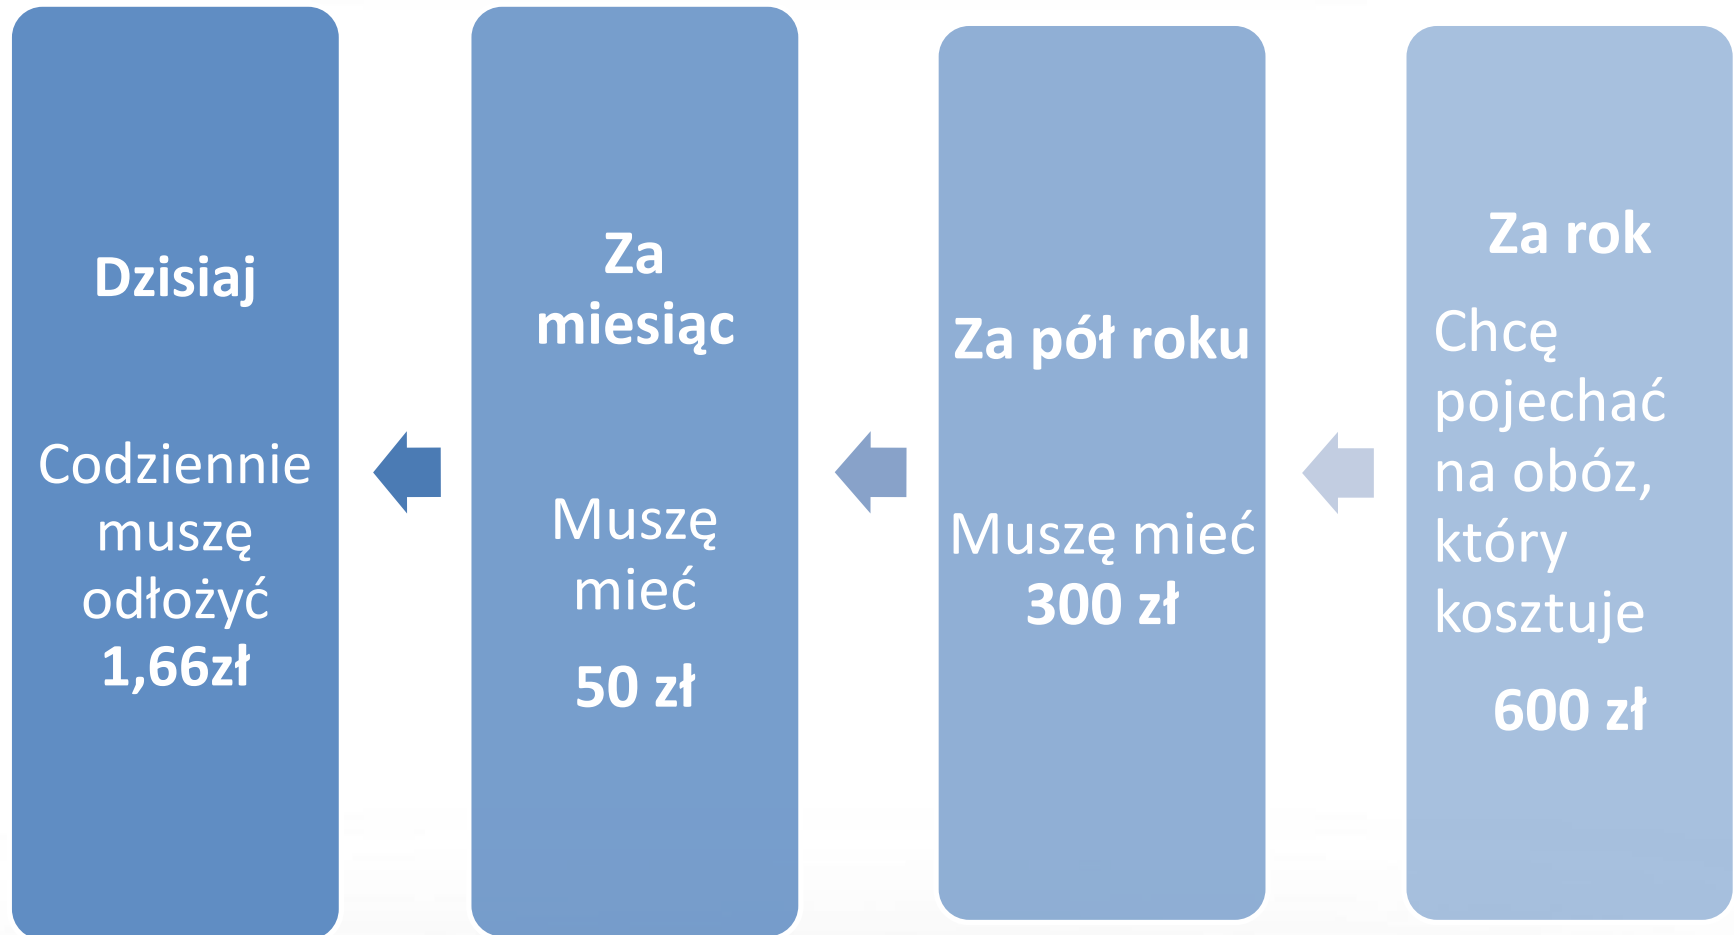 Dzisiaj
Codziennie
muszę
odłożyć
1,66zł
Za
miesiąc
Muszę
mieć
50 zł
Za pół roku
Muszę mieć
300 zł
Za rok
Chcę
pojechać
na obóz,
który
kosztuje
600 zł